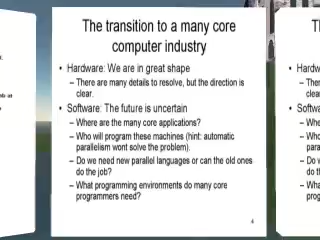 The transition to a many core
computer industry
• Hardware: We are in great shape
– There are many details to resolve, but the direction is
clear.
• Software: The future is uncertain
– Where are the many core applications?
– Who will program these machines (hint: automatic
parallelism wont solve the problem).
– Do we need new parallel languages or can the old ones
do the job?
– What programming environments do many core
programmers need?
4